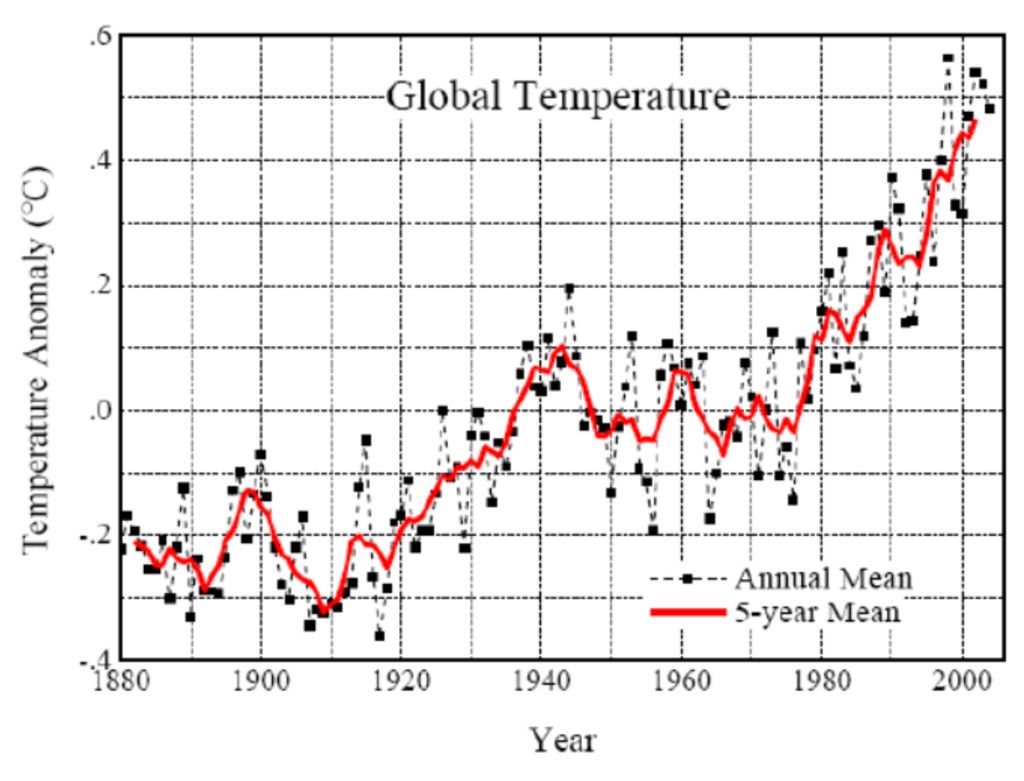 Global Temperature
.6
.4
.2
.0
-.2
-.4
Temperature Anomaly (°C)
Annual Mean
5-year Mean
1880 1900 1920 1940 1960 1980 2000
Year